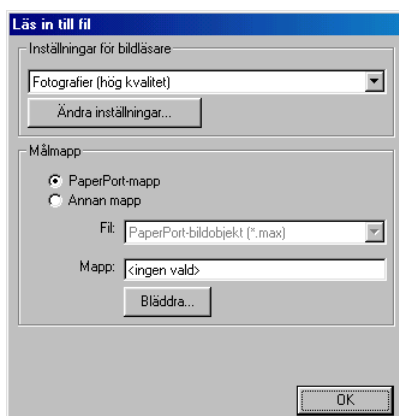 Läs in till fil
Inställningar för bildläsare
Fotografier (hög kvalitet)
Ändra inställningar...
Målmapp
PaperPort-mapp
Annan mapp
Fil: PaperPort-bildobjekt (*.max)
Mapp: <ingen vald>
Bläddra...
OK